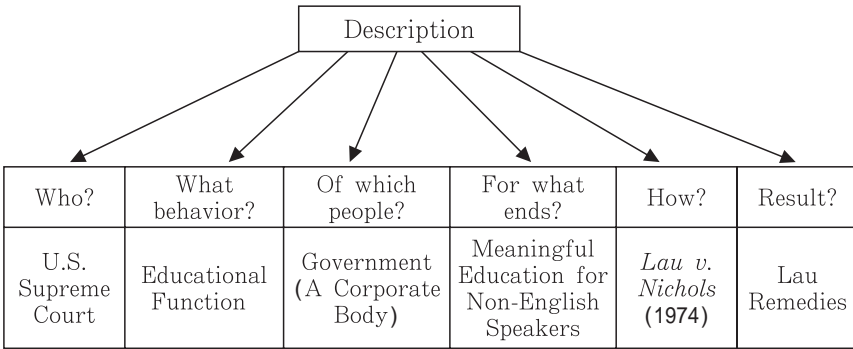 Description
Who?
What
behavior?
Of which
people?
For what
ends?
How?
Result?
U.S.
Supreme
Court
Educational
Function
Government
(A Corporate
Body)
Meaningful
Education for
Non-English
Speakers
Lau v.
Nichols
(1974)
Lau
Remedies